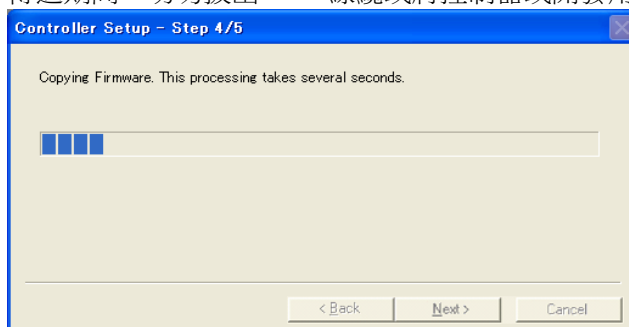 Controller Setup - Step 4/5
Copying Firmware. This processing takes several seconds.
< Back
Next >
Cancel